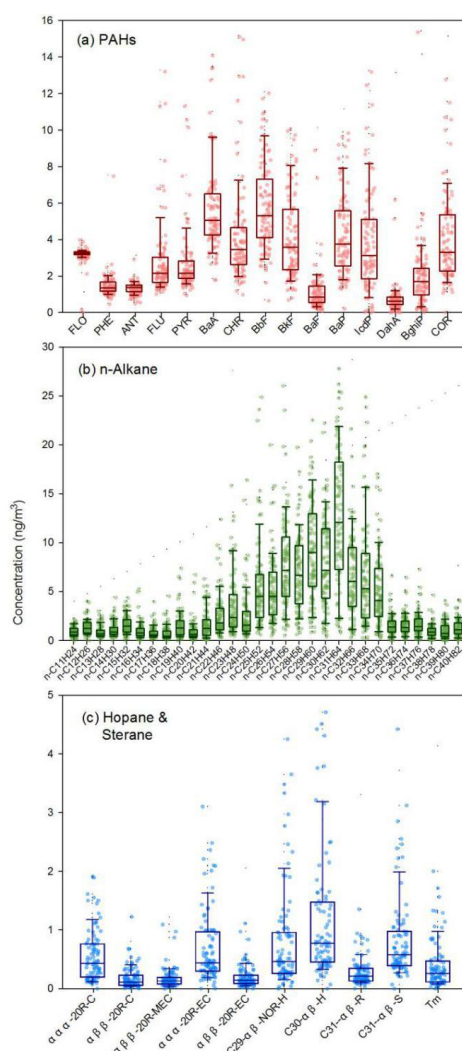 (a) PAHs
16
14
12
10
8
6
4
2
0
FLO
PHE
ANT
FLU
PYR
BaA
CHR
BbF
BkF
BaF
BaP
IcdP
DahA
BghiP
COR
Concentration (ng/m³)
(b) n-Alkane
30
25
20
15
10
5
0
n-C11H24
n-C12H26
n-C13H28
n-C14H30
n-C15H32
n-C16H34
n-C17H36
n-C18H38
n-C19H40
n-C20H42
n-C21H44
n-C22H46
n-C23H48
n-C24H50
n-C25H52
n-C26H54
n-C27H56
n-C28H58
n-C29H60
n-C30H62
n-C31H64
n-C32H66
n-C33H68
n-C34H70
n-C35H72
n-C36H74
n-C37H76
n-C38H78
n-C39H80
n-C40H82
(c) Hopane &
Sterane
5
4
3
2
1
0
α α α -20R-C
α β β -20R-C
α β β -20R-MEC
α α α -20R-EC
α β β -20R-EC
C29-α β -NOR-H
C30-α β -H
C31--α β -R
C31--α β -S
Tm